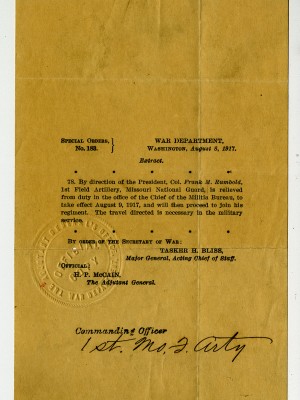 SPECIAL ORDERS, } WAR DEPARTMENT,
No. 183. } WASHINGTON, August 8, 1917.
Extract.
* * * * * *
78. By direction of the President, Col. Frank M. Rumbold,
1st Field Artillery, Missouri National Guard, is relieved
from duty in the office of the Chief of the Militia Bureau, to
take effect August 9, 1917, and will then proceed to join his
regiment. The travel directed is necessary in the military
service.
* * * * * *
BY ORDER OF THE SECRETARY OF WAR:
TASKER H. BLISS,
Major General, Acting Chief of Staff.
OFFICIAL:
H. P. McCAIN,
The Adjutant General.
Commanding Officer
1st. Mo. F. Arty